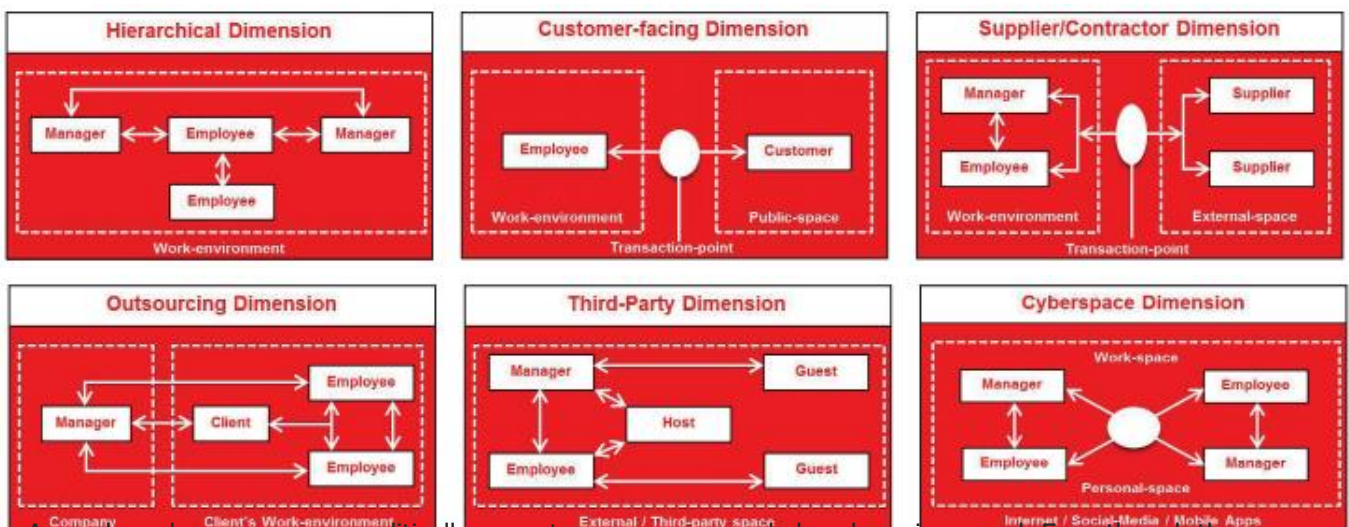 Hierarchical Dimension
Manager
Employee
Manager
Employee
Work-environment
Customer-facing Dimension
Employee
Customer
Work-environment
Public-space
Transaction-point
Supplier/Contractor Dimension
Manager
Supplier
Employee
Supplier
Work-environment
External-space
Transaction-point
Outsourcing Dimension
Employee
Manager
Client
Employee
Company
Client's Work-environment
Third-Party Dimension
Manager
Guest
Host
Employee
Guest
External / Third-party space
Cyberspace Dimension
Work-space
Manager
Employee
Employee
Manager
Personal-space
Internet / Social-Media / Mobile Apps